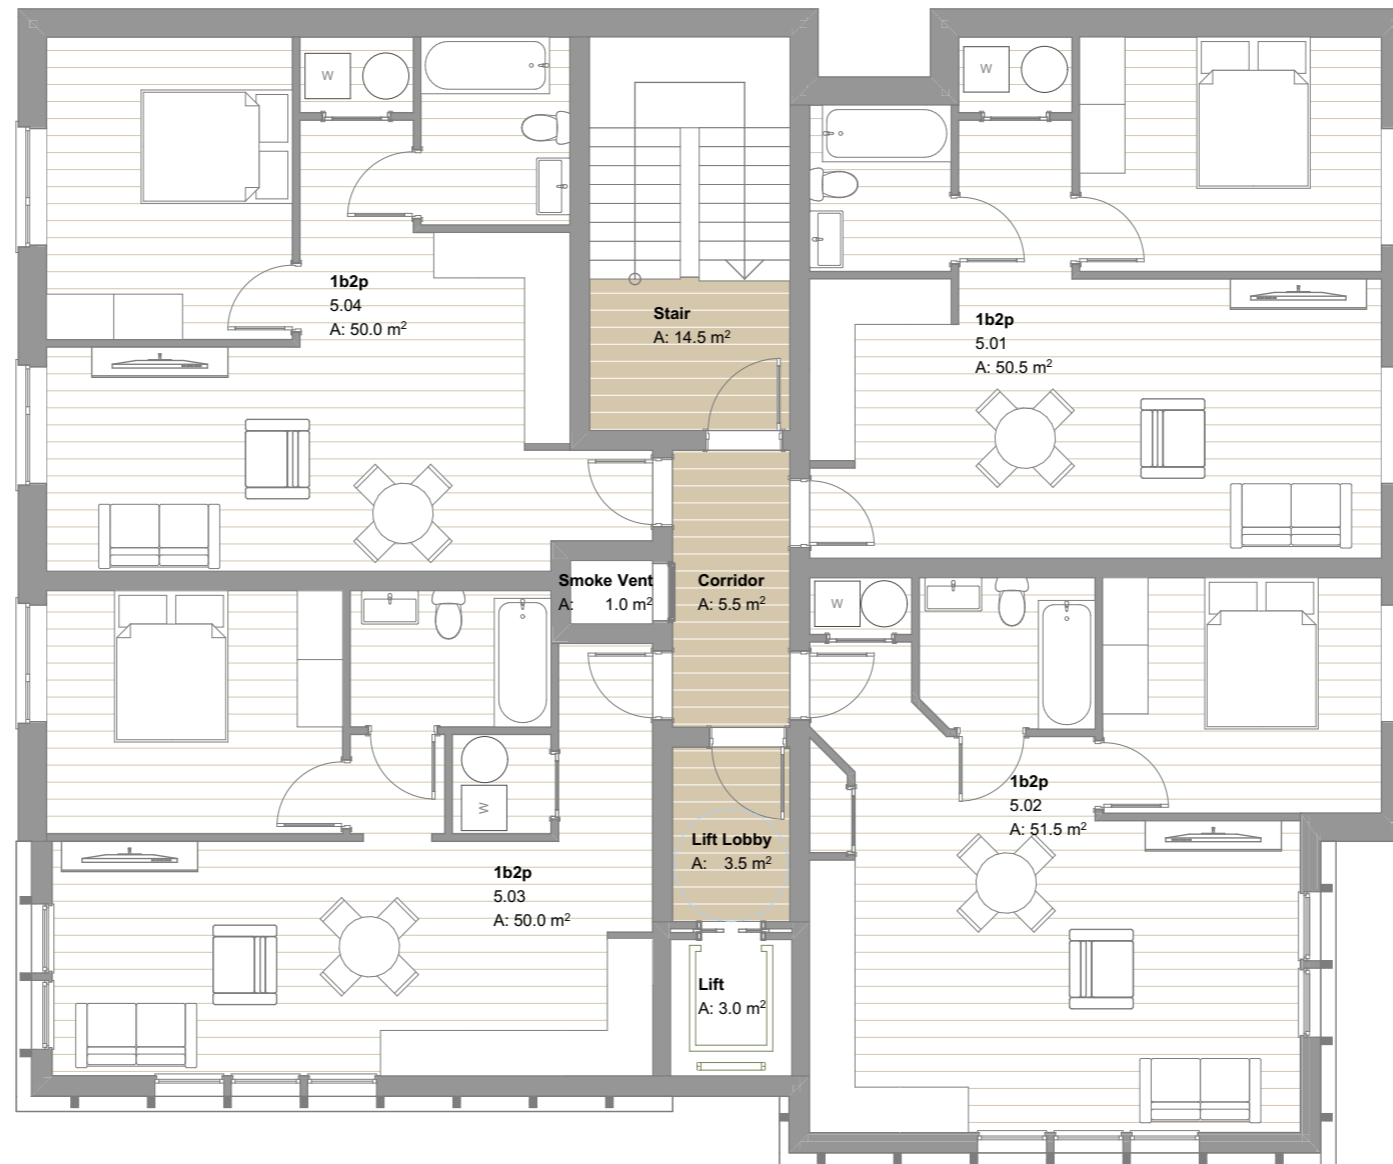 W
W
1b2p
5.04
A: 50.0 m²
Stair
A: 14.5 m²
1b2p
5.01
A: 50.5 m²
Smoke Vent
A: 1.0 m²
Corridor
A: 5.5 m²
W
W
1b2p
5.02
A: 51.5 m²
Lift Lobby
A: 3.5 m²
1b2p
5.03
A: 50.0 m²
Lift
A: 3.0 m²